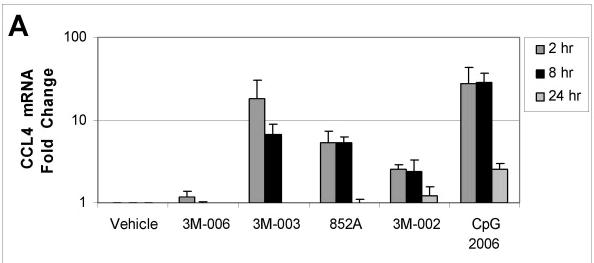 A
100
10
1
CCL4 mRNA
Fold Change
2 hr
8 hr
24 hr
Vehicle
3M-006
3M-003
852A
3M-002
CpG
2006